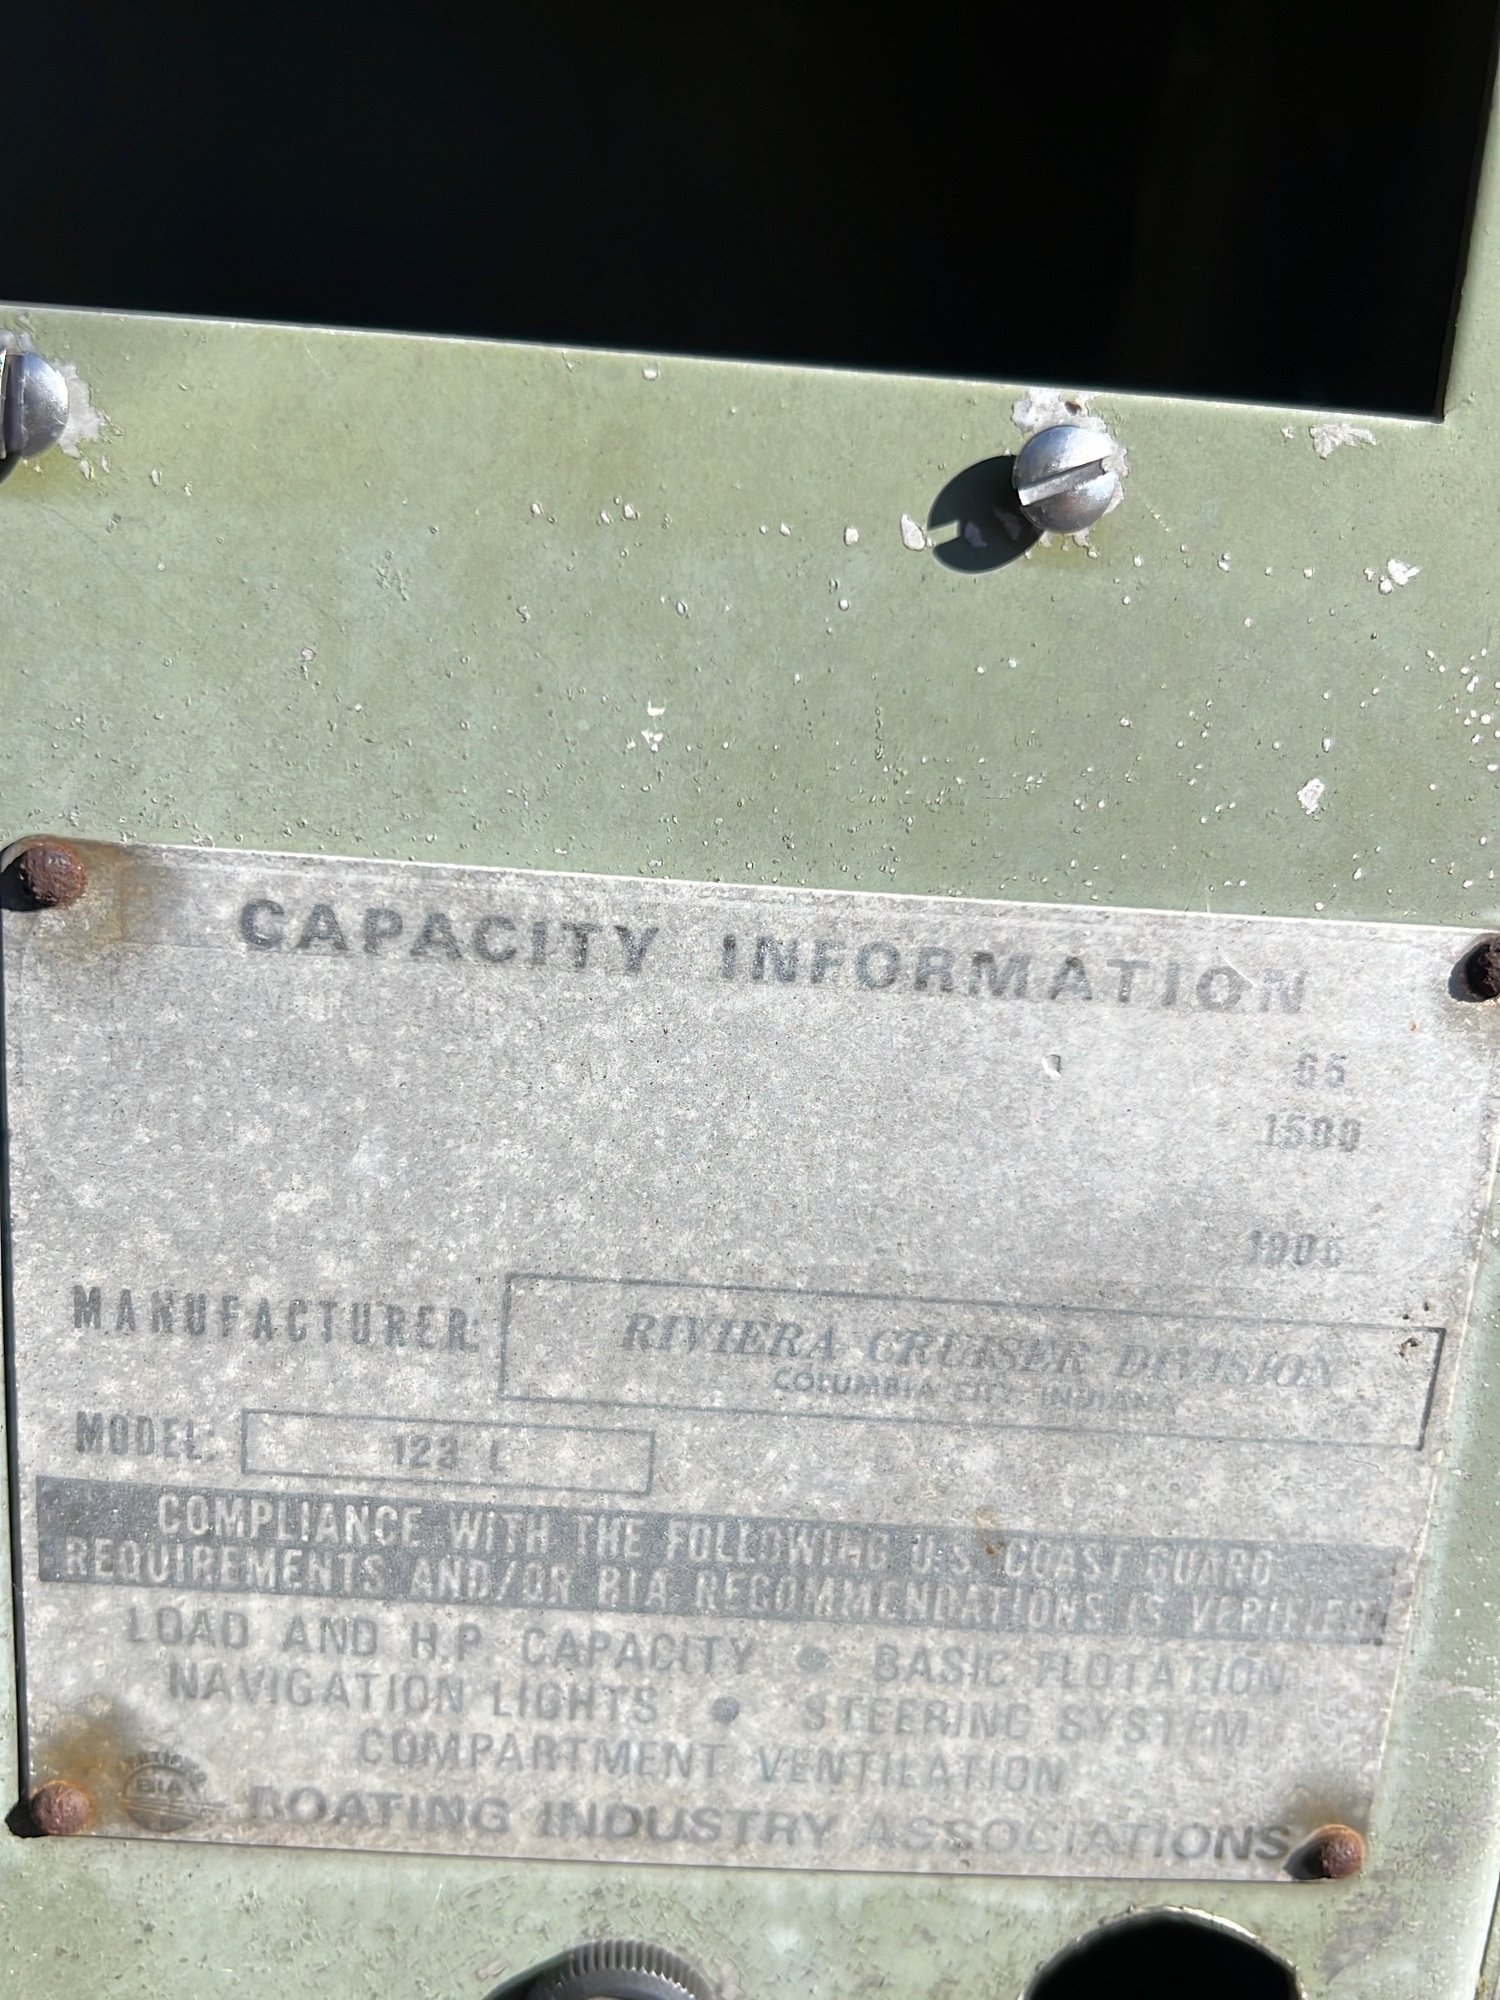 CAPACITY INFORMATION
65
1500
MANUFACTURER:
RIVIERA CRUISER DIVISION
COLUMBIA CITY, INDIANA
MODEL: 123 L
COMPLIANCE WITH THE FOLLOWING U.S. COAST GUARD
REQUIREMENTS AND/OR BIA RECOMMENDATIONS IS VERIFIED
LOAD AND H.P. CAPACITY • BASIC FLOTATION
NAVIGATION LIGHTS • STEERING SYSTEM
COMPARTMENT VENTILATION
BIA
BOATING INDUSTRY ASSOCIATIONS